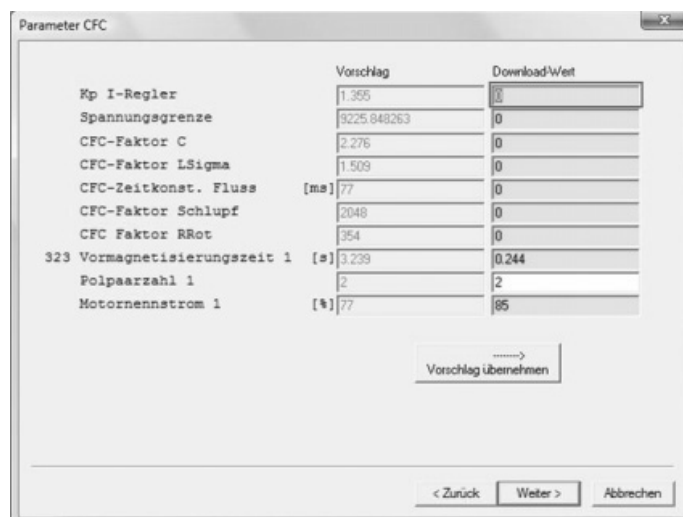 Parameter CFC
Vorschlag Download-Wert
Kp I-Regler 1.355 0
Spannungsgrenze 9225.848263 0
CFC-Faktor C 2.276 0
CFC-Faktor LSigma 1.509 0
CFC-Zeitkonst. Fluss [ms] 77 0
CFC-Faktor Schlupf 2048 0
CFC Faktor RRot 354 0
323 Vormagnetisierungszeit 1 [s] 3.239 0.244
Polpaarzahl 1 2 2
Motornennstrom 1 [%] 77 85
-------->
Vorschlag übernehmen
< Zurück Weiter > Abbrechen